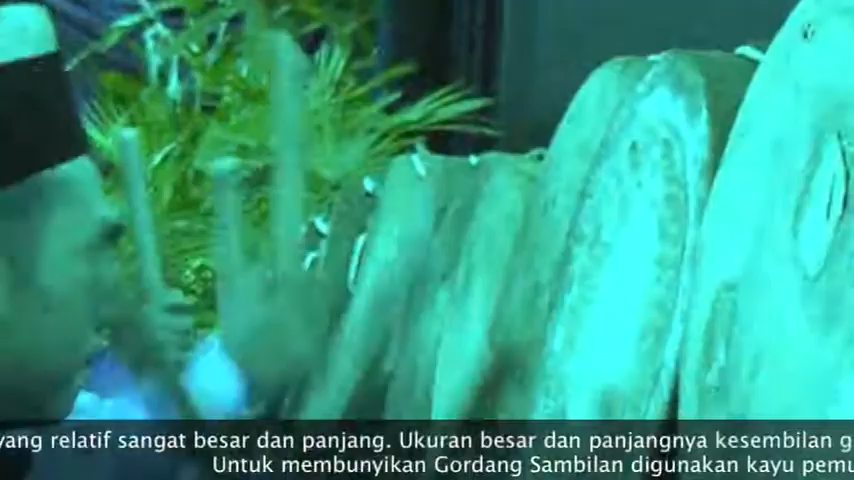 yang relatif sangat besar dan panjang. Ukuran besar dan panjangnya kesembilan
Untuk membunyikan Gordang Sambilan digunakan kayu